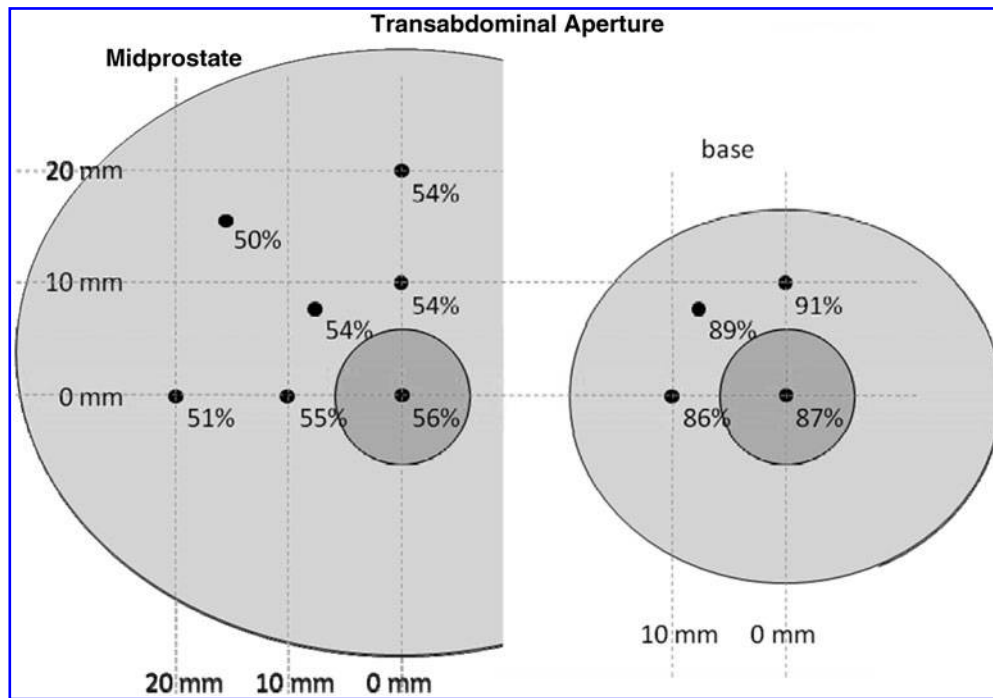 Transabdominal Aperture
Midprostate
base
20 mm
54%
50%
10 mm
54%
91%
54%
89%
0 mm
51%
55%
56%
86%
87%
10 mm
0 mm
20 mm
10 mm
0 mm